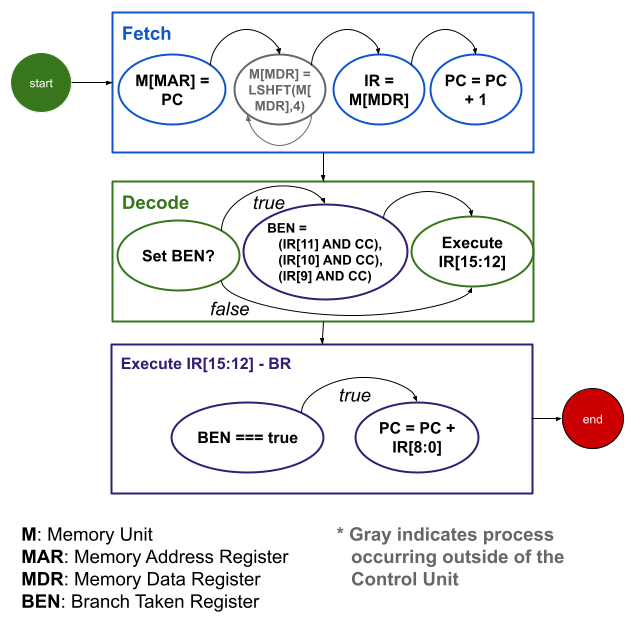 Fetch
start
M[MAR] =
PC
M[MDR] =
LSHFT(M[
MDR],4)
IR =
M[MDR]
PC = PC
+ 1
Decode
true
Set BEN?
BEN =
(IR[11] AND CC),
(IR[10] AND CC),
(IR[9] AND CC)
Execute
IR[15:12]
false
Execute IR[15:12] - BR
true
BEN === true
PC = PC +
IR[8:0]
end
M: Memory Unit
MAR: Memory Address Register
MDR: Memory Data Register
BEN: Branch Taken Register
* Gray indicates process
occurring outside of the
Control Unit